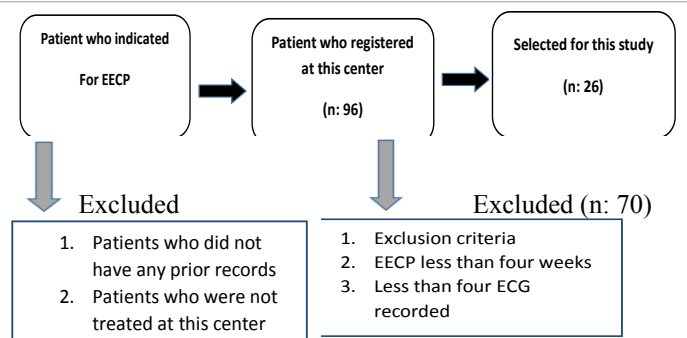 Patient who indicated
For EECP
Patient who registered
at this center
(n: 96)
Selected for this study
(n: 26)
Excluded
1. Patients who did not
have any prior records
2. Patients who were not
treated at this center
Excluded (n: 70)
1. Exclusion criteria
2. EECP less than four weeks
3. Less than four ECG
recorded